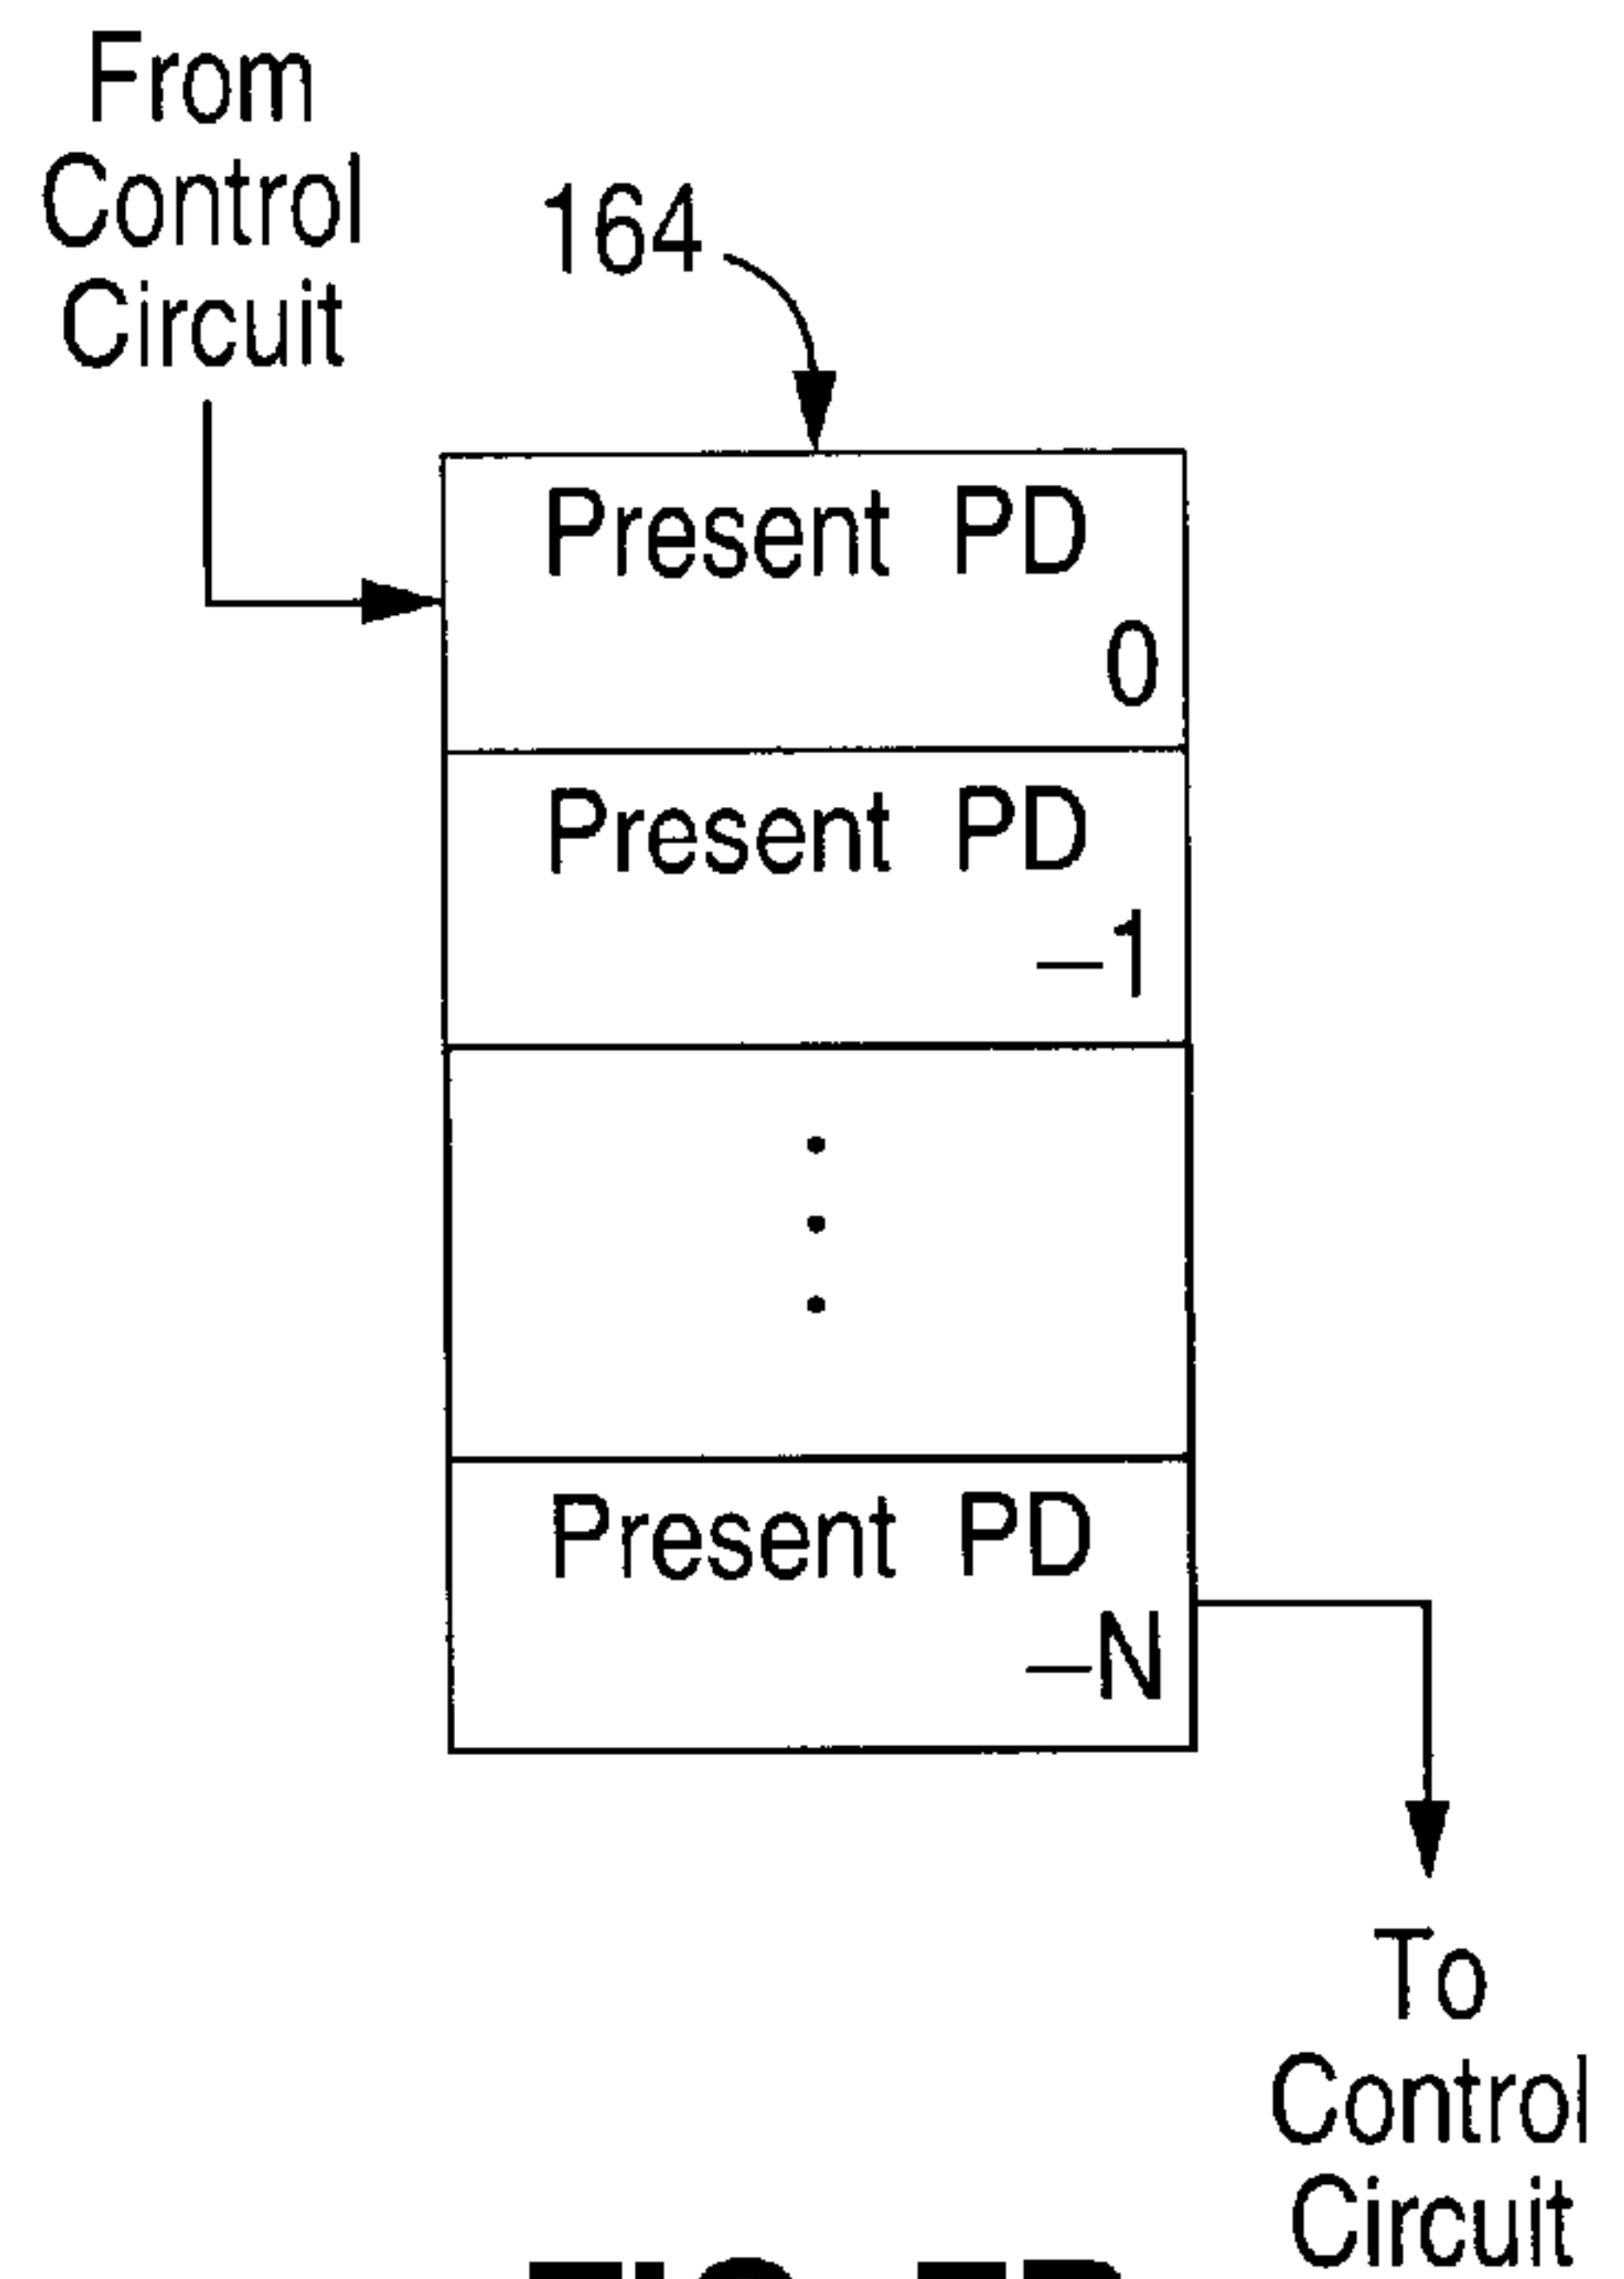 From
Control
Circuit
164
Present PD
0
Present PD
–1
Present PD
–N
To
Control
Circuit